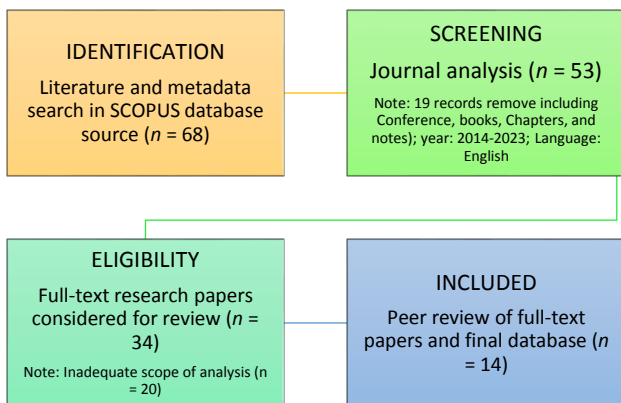 IDENTIFICATION
Literature and metadata
search in SCOPUS database
source (n = 68)
SCREENING
Journal analysis (n = 53)
Note: 19 records remove including
Conference, books, Chapters, and
notes); year: 2014-2023; Language:
English
ELIGIBILITY
Full-text research papers
considered for review (n =
34)
Note: Inadequate scope of analysis (n
= 20)
INCLUDED
Peer review of full-text
papers and final database (n
= 14)